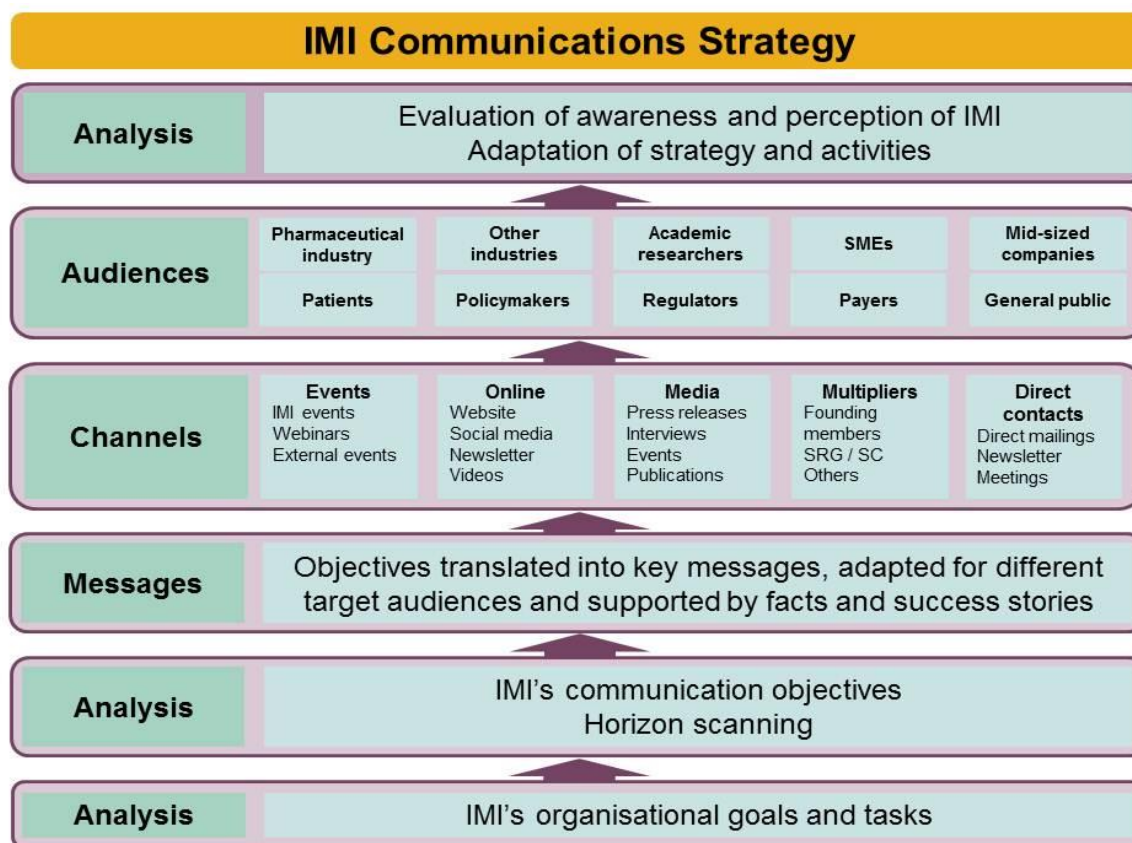 IMI Communications Strategy
Analysis
Evaluation of awareness and perception of IMI
Adaptation of strategy and activities
Audiences
Pharmaceutical
industry
Other
industries
Academic
researchers
SMEs
Mid-sized
companies
Patients
Policymakers
Regulators
Payers
General public
Channels
Events
IMI events
Webinars
External events
Online
Website
Social media
Newsletter
Videos
Media
Press releases
Interviews
Events
Publications
Multipliers
Founding
members
SRG / SC
Others
Direct
contacts
Direct mailings
Newsletter
Meetings
Messages
Objectives translated into key messages, adapted for different
target audiences and supported by facts and success stories
Analysis
IMI’s communication objectives
Horizon scanning
Analysis
IMI’s organisational goals and tasks